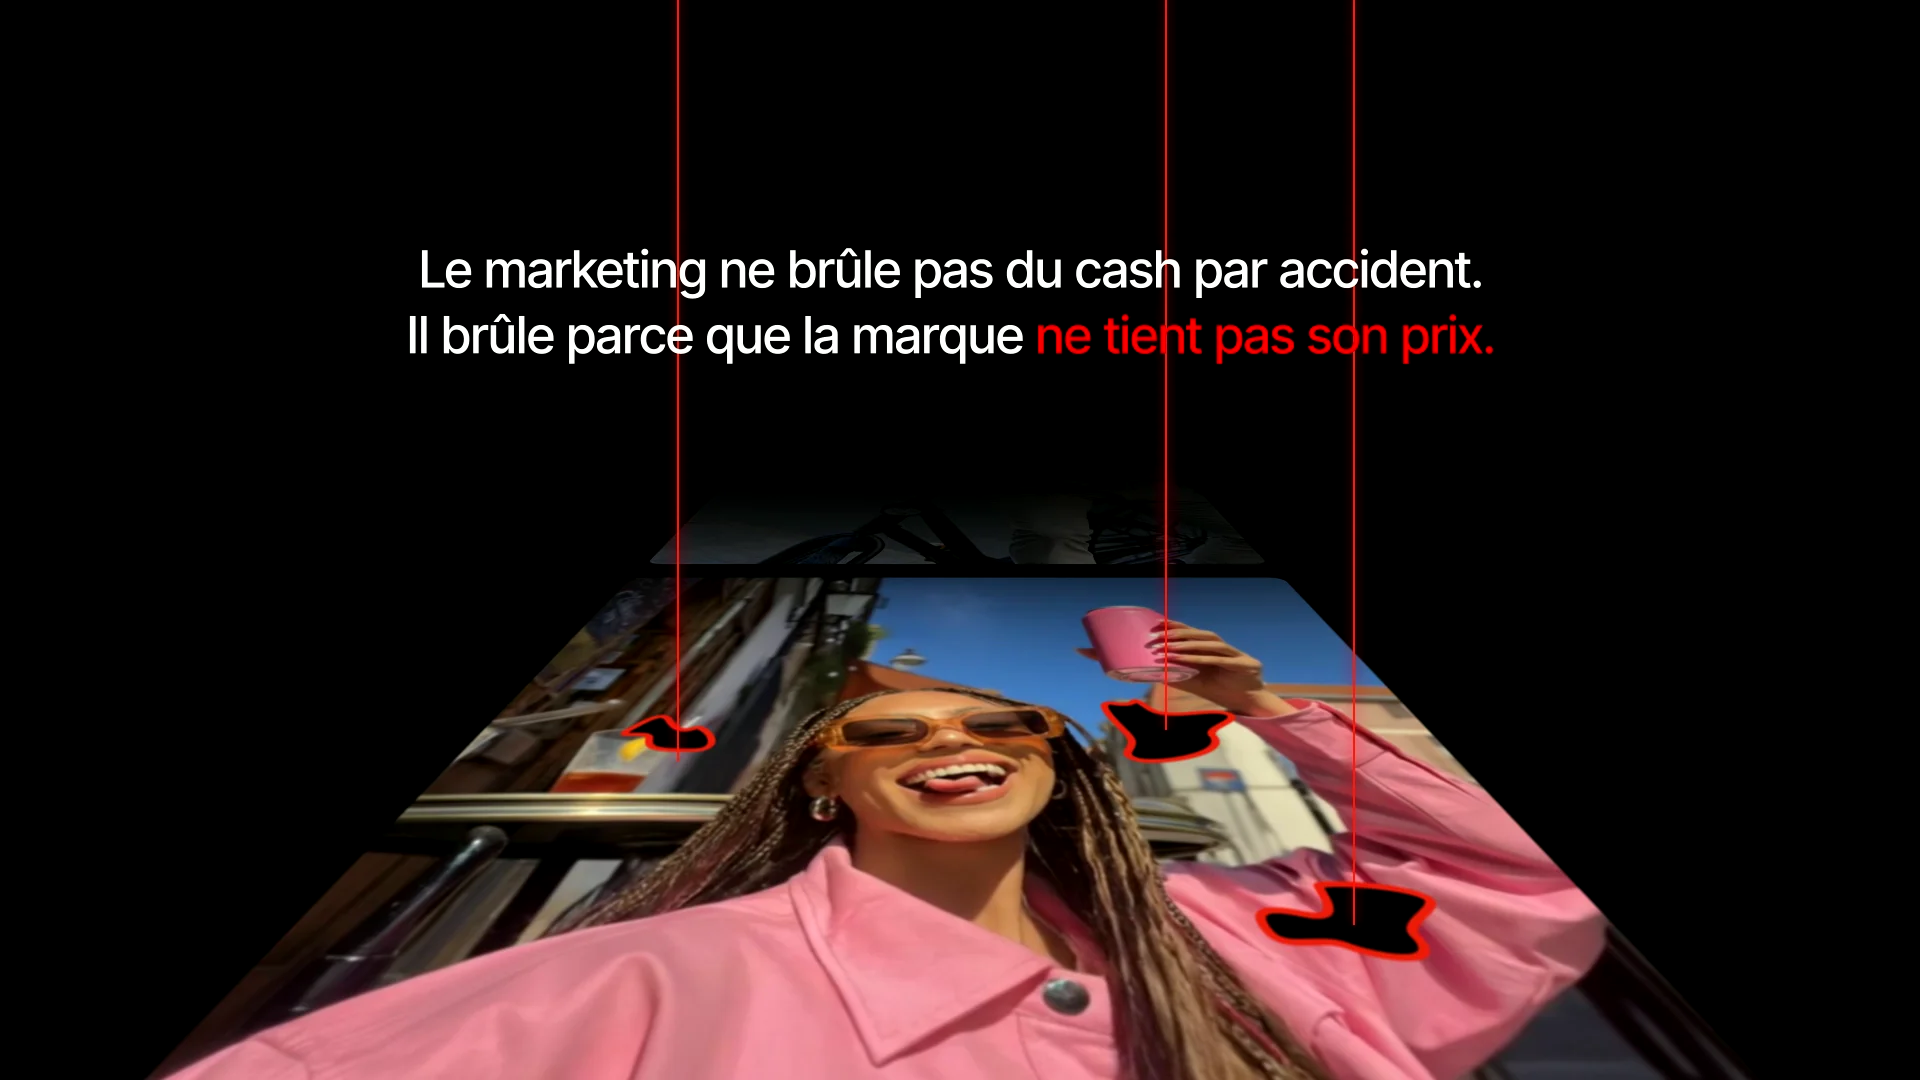 Le marketing ne brûle pas du cash par accident.
Il brûle parce que la marque ne tient pas son prix.